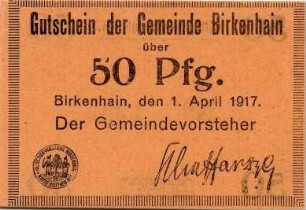 Gutschein der Gemeinde Birkenhain
über
50 Pfg.
Birkenhain, den 1. April 1917.
Der Gemeindevorsteher